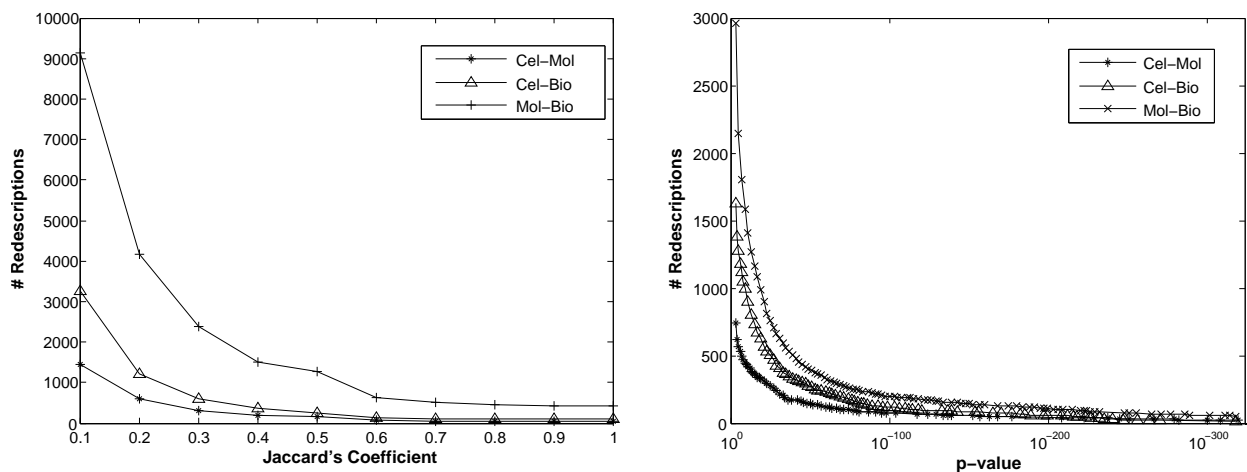 10000
9000
8000
7000
6000
5000
4000
3000
2000
1000
0
# Redescriptions
0.1 0.2 0.3 0.4 0.5 0.6 0.7 0.8 0.9 1
Jaccard's Coefficient
Cel−Mol
Cel−Bio
Mol−Bio
3000
2500
2000
1500
1000
500
0
# Redescriptions
10^0 10^−100 10^−200 10^−300
p−value
Cel−Mol
Cel−Bio
Mol−Bio